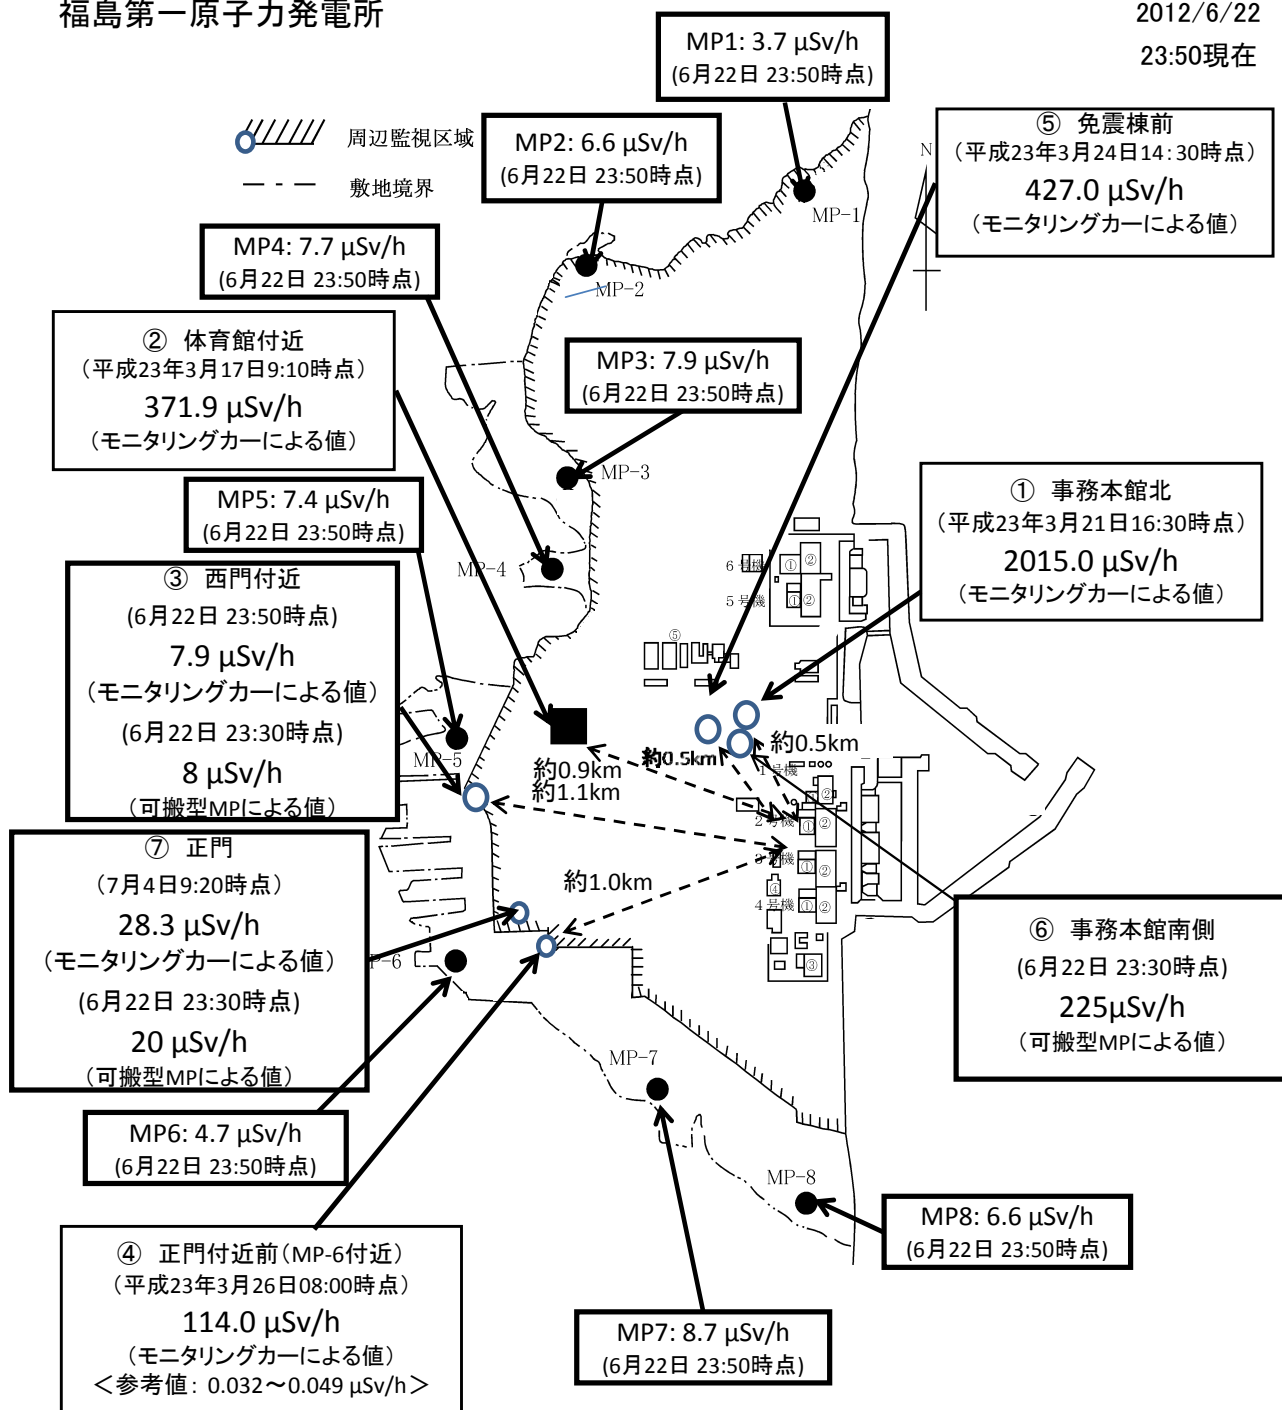 福島第一原子力発電所
2012/6/22
23:50現在
MP1: 3.7 μSv/h
(6月22日 23:50時点)
周辺監視区域
敷地境界
MP2: 6.6 μSv/h
(6月22日 23:50時点)
⑤ 免震棟前
（平成23年3月24日14:30時点）
427.0 μSv/h
（モニタリングカーによる値）
N
MP-1
MP4: 7.7 μSv/h
(6月22日 23:50時点)
MP-2
② 体育館付近
（平成23年3月17日9:10時点）
371.9 μSv/h
（モニタリングカーによる値）
MP3: 7.9 μSv/h
(6月22日 23:50時点)
MP-3
MP5: 7.4 μSv/h
(6月22日 23:50時点)
① 事務本館北
（平成23年3月21日16:30時点）
2015.0 μSv/h
（モニタリングカーによる値）
MP-4
③ 西門付近
(6月22日 23:50時点)
7.9 μSv/h
（モニタリングカーによる値）
(6月22日 23:30時点)
8 μSv/h
（可搬型MPによる値）
6号機
① ②
5号機
① ②
⑤
MP-5
約0.9km
約1.1km
約0.5km
約0.5km
1号機
②
2号機
① ②
3号機
① ②
④
4号機
① ②
③
約1.0km
⑦ 正門
(7月4日9:20時点)
28.3 μSv/h
（モニタリングカーによる値）
(6月22日 23:30時点)
20 μSv/h
（可搬型MPによる値）
P-6
⑥ 事務本館南側
(6月22日 23:30時点)
225μSv/h
（可搬型MPによる値）
MP-7
MP6: 4.7 μSv/h
(6月22日 23:50時点)
MP-8
MP8: 6.6 μSv/h
(6月22日 23:50時点)
④ 正門付近前（MP-6付近）
（平成23年3月26日08:00時点）
114.0 μSv/h
（モニタリングカーによる値）
＜参考値: 0.032～0.049 μSv/h＞
MP7: 8.7 μSv/h
(6月22日 23:50時点)